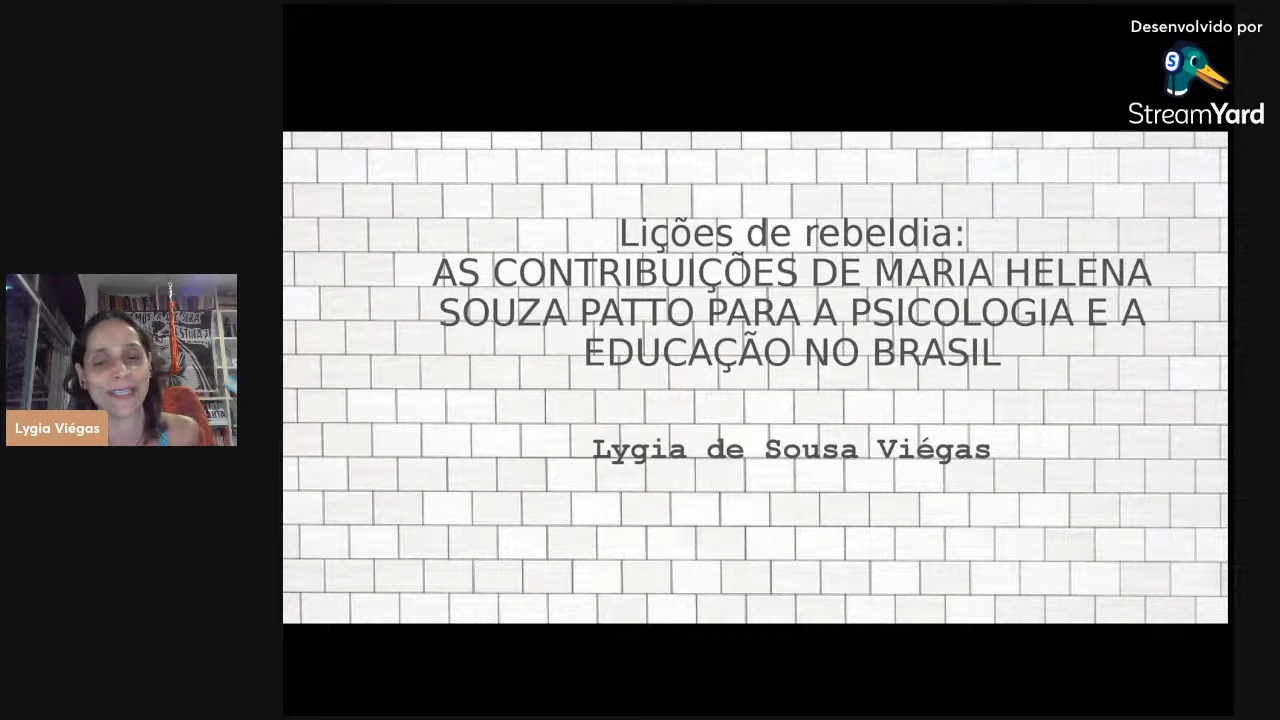 Desenvolvido por
StreamYard
Lições de rebeldia:
AS CONTRIBUIÇÕES DE MARIA HELENA
SOUZA PATTO PARA A PSICOLOGIA E A
EDUCAÇÃO NO BRASIL
Lygia de Sousa Viégas
Lygia Viégas